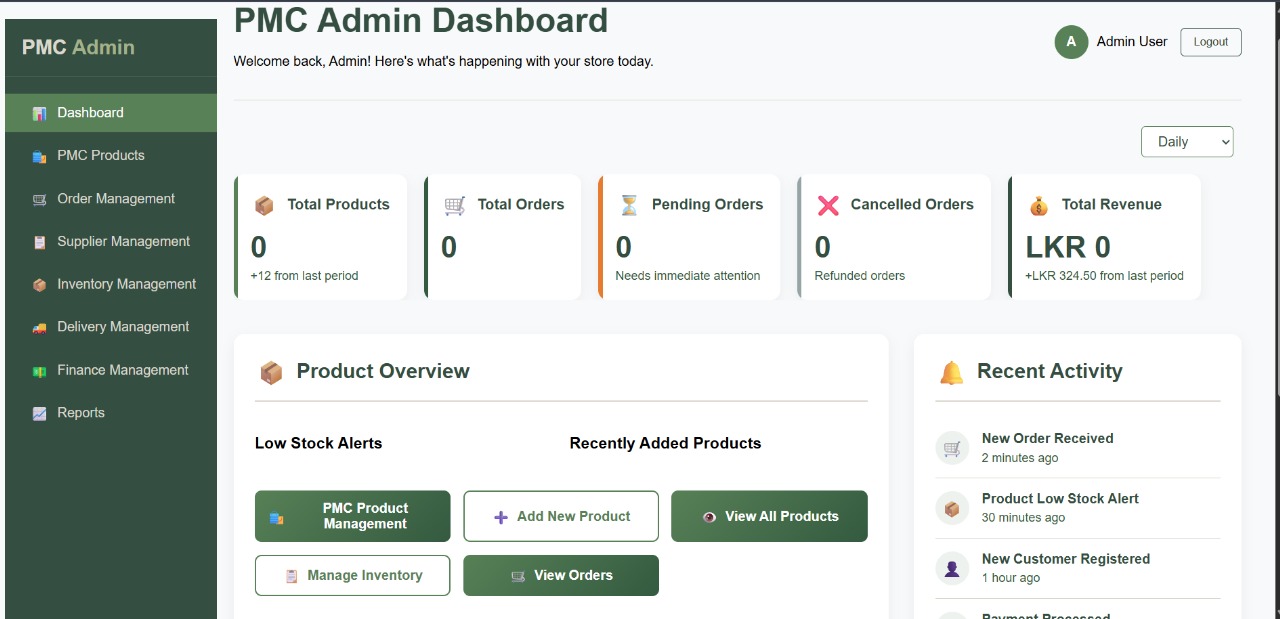 PMC Admin
Dashboard
PMC Products
Order Management
Supplier Management
Inventory Management
Delivery Management
Finance Management
Reports
PMC Admin Dashboard
Welcome back, Admin! Here's what's happening with your store today.
A
Admin User
Logout
Daily
Total Products
0
+12 from last period
Total Orders
0
Pending Orders
0
Needs immediate attention
Cancelled Orders
0
Refunded orders
Total Revenue
LKR 0
+LKR 324.50 from last period
Product Overview
Low Stock Alerts
Recently Added Products
PMC Product
Management
Add New Product
View All Products
Manage Inventory
View Orders
Recent Activity
New Order Received
2 minutes ago
Product Low Stock Alert
30 minutes ago
New Customer Registered
1 hour ago
Payment Processed